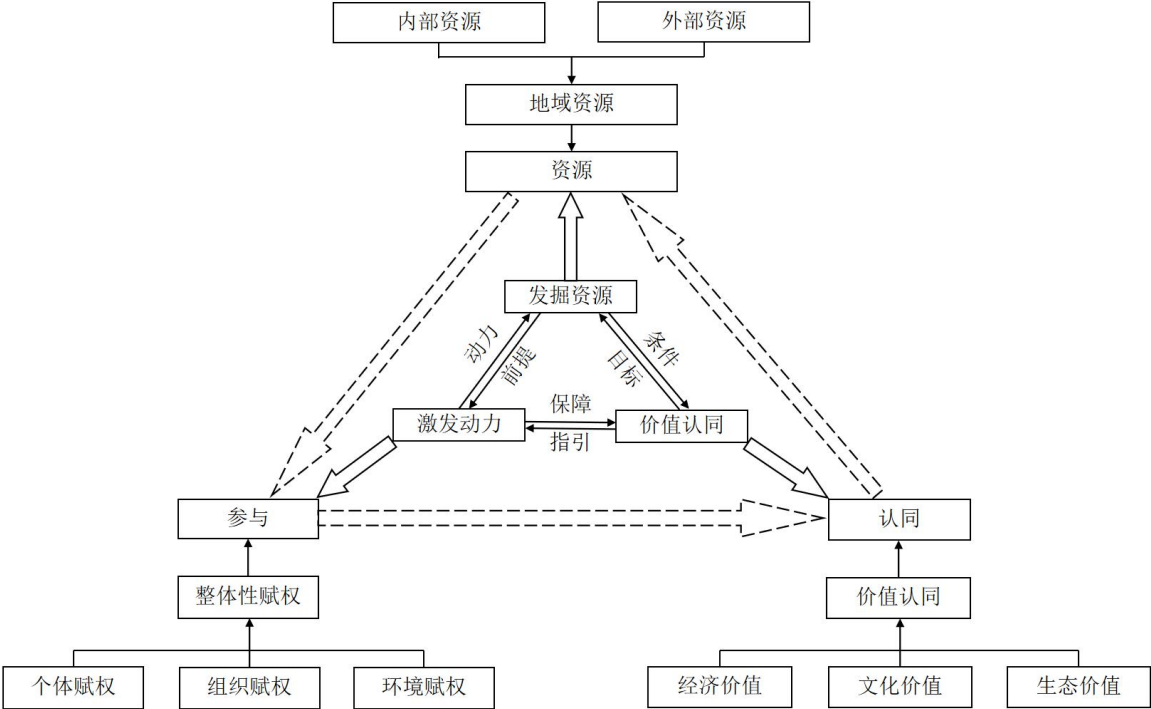 内部资源
外部资源
地域资源
资源
发掘资源
动力
前提
条件
目标
激发动力
保障
指引
价值认同
参与
认同
整体性赋权
价值认同
个体赋权
组织赋权
环境赋权
经济价值
文化价值
生态价值